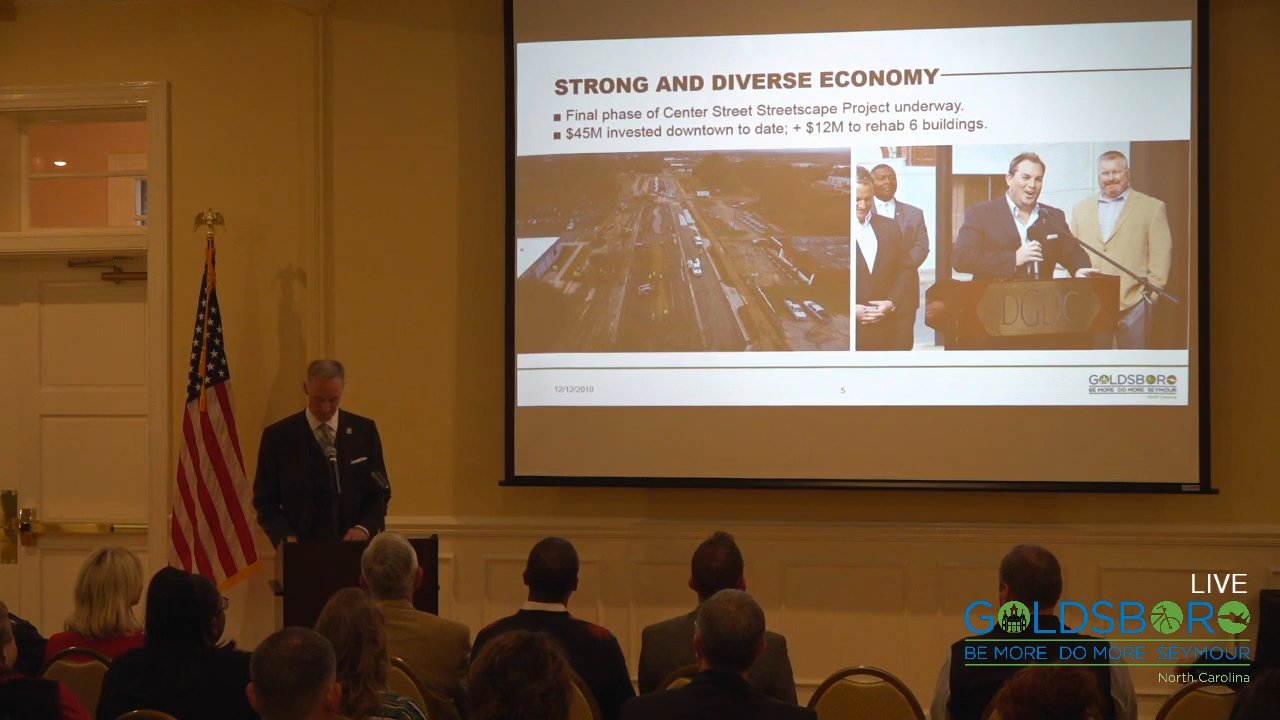 STRONG AND DIVERSE ECONOMY
Final phase of Center Street Streetscape Project underway.
$45M invested downtown to date; + $12M to rehab 6 buildings.
DGDC
12/12/2019
5
GOLDSBORO
BE MORE DO MORE SEYMOUR
North Carolina
LIVE
GOLDSBORO
BE MORE DO MORE SEYMOUR
North Carolina